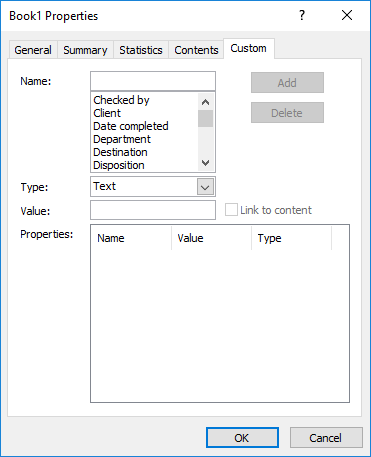 Book1 Properties
?
General Summary Statistics Contents Custom
Name:
Add
Checked by
Client
Delete
Date completed
Department
Destination
Disposition
Type: Text
Value: Link to content
Properties: Name Value Type
OK Cancel